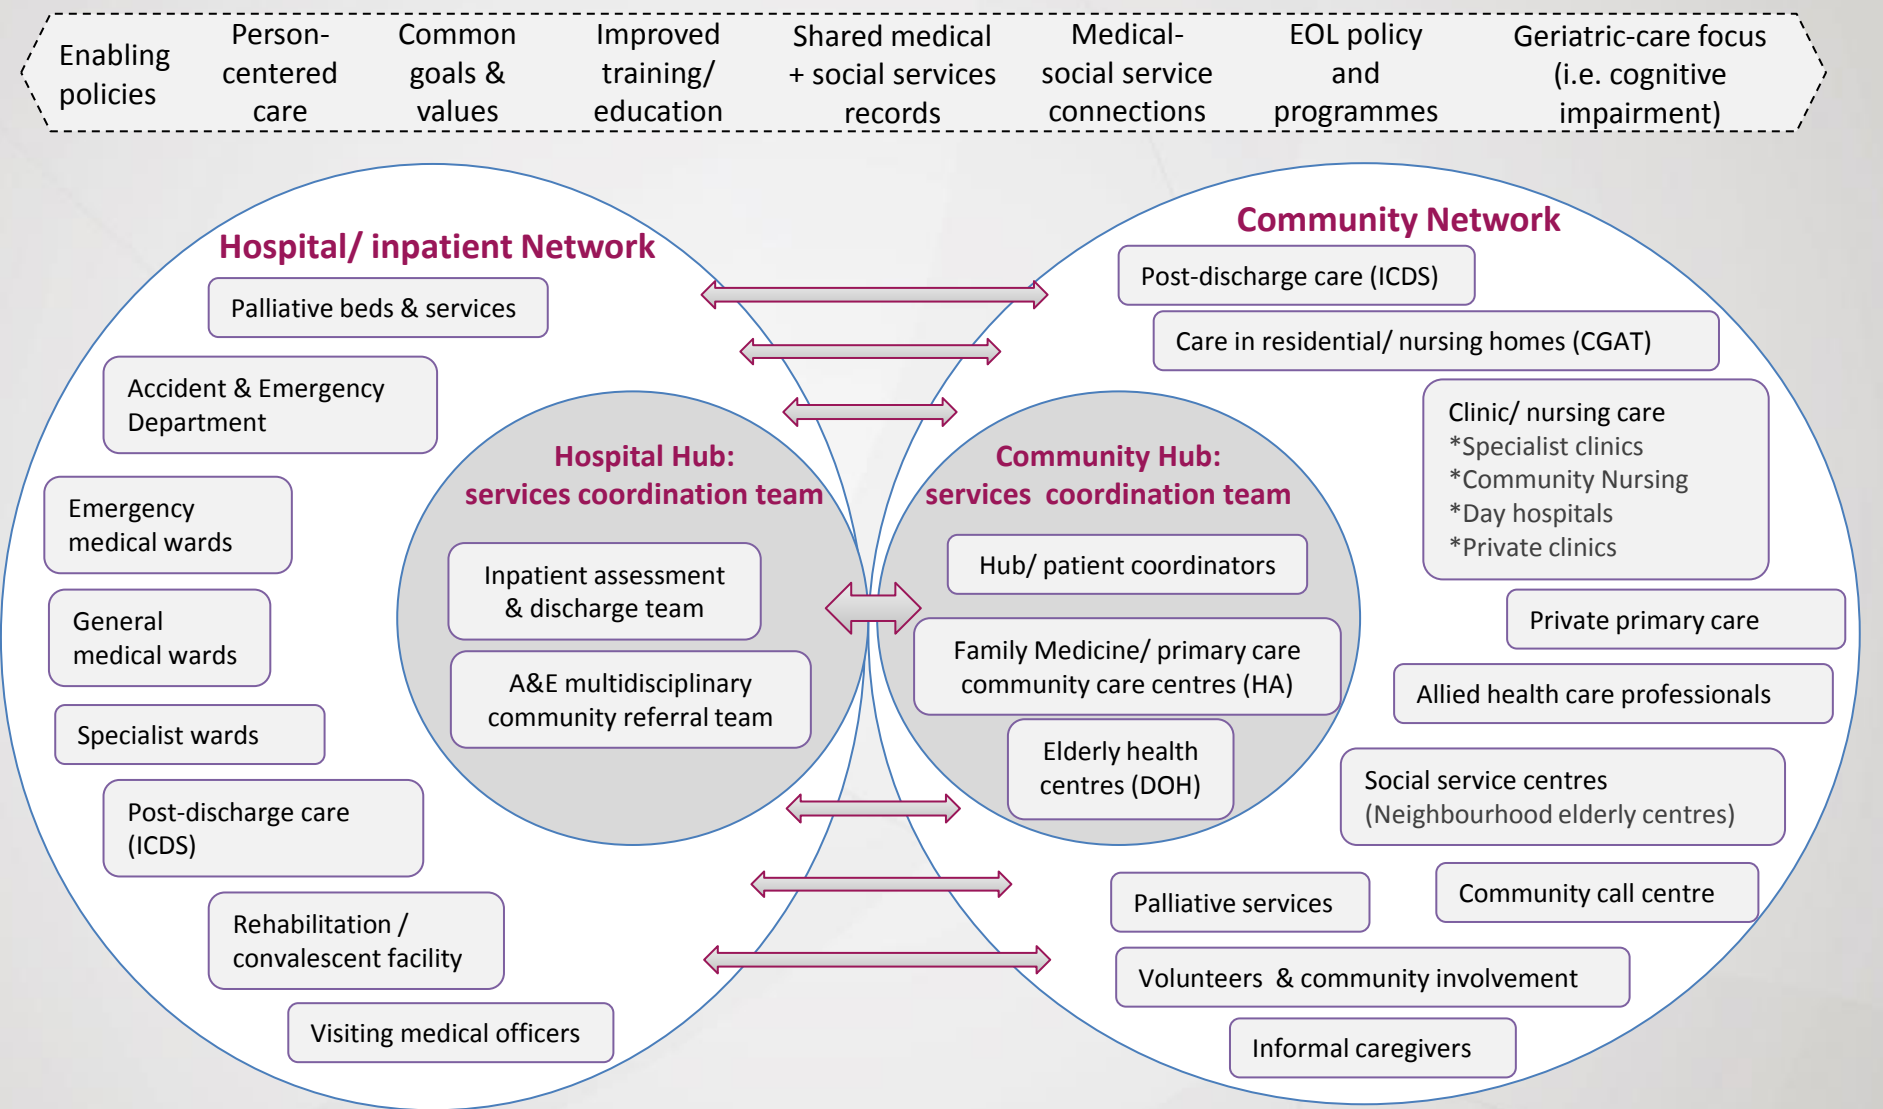 Enabling
policies
Person-
centered
care
Common
goals &
values
Improved
training/
education
Shared medical
+ social services
records
Medical-
social service
connections
EOL policy
and
programmes
Geriatric-care focus
(i.e. cognitive
impairment)
Hospital/ inpatient Network
Palliative beds & services
Accident & Emergency
Department
Emergency
medical wards
General
medical wards
Specialist wards
Post-discharge care
(ICDS)
Rehabilitation /
convalescent facility
Visiting medical officers
Hospital Hub:
services coordination team
Inpatient assessment
& discharge team
A&E multidisciplinary
community referral team
Community Hub:
services  coordination team
Hub/ patient coordinators
Family Medicine/ primary care
community care centres (HA)
Elderly health
centres (DOH)
Community Network
Post-discharge care (ICDS)
Care in residential/ nursing homes (CGAT)
Clinic/ nursing care
*Specialist clinics
*Community Nursing
*Day hospitals
*Private clinics
Private primary care
Allied health care professionals
Social service centres
(Neighbourhood elderly centres)
Community call centre
Palliative services
Volunteers  & community involvement
Informal caregivers